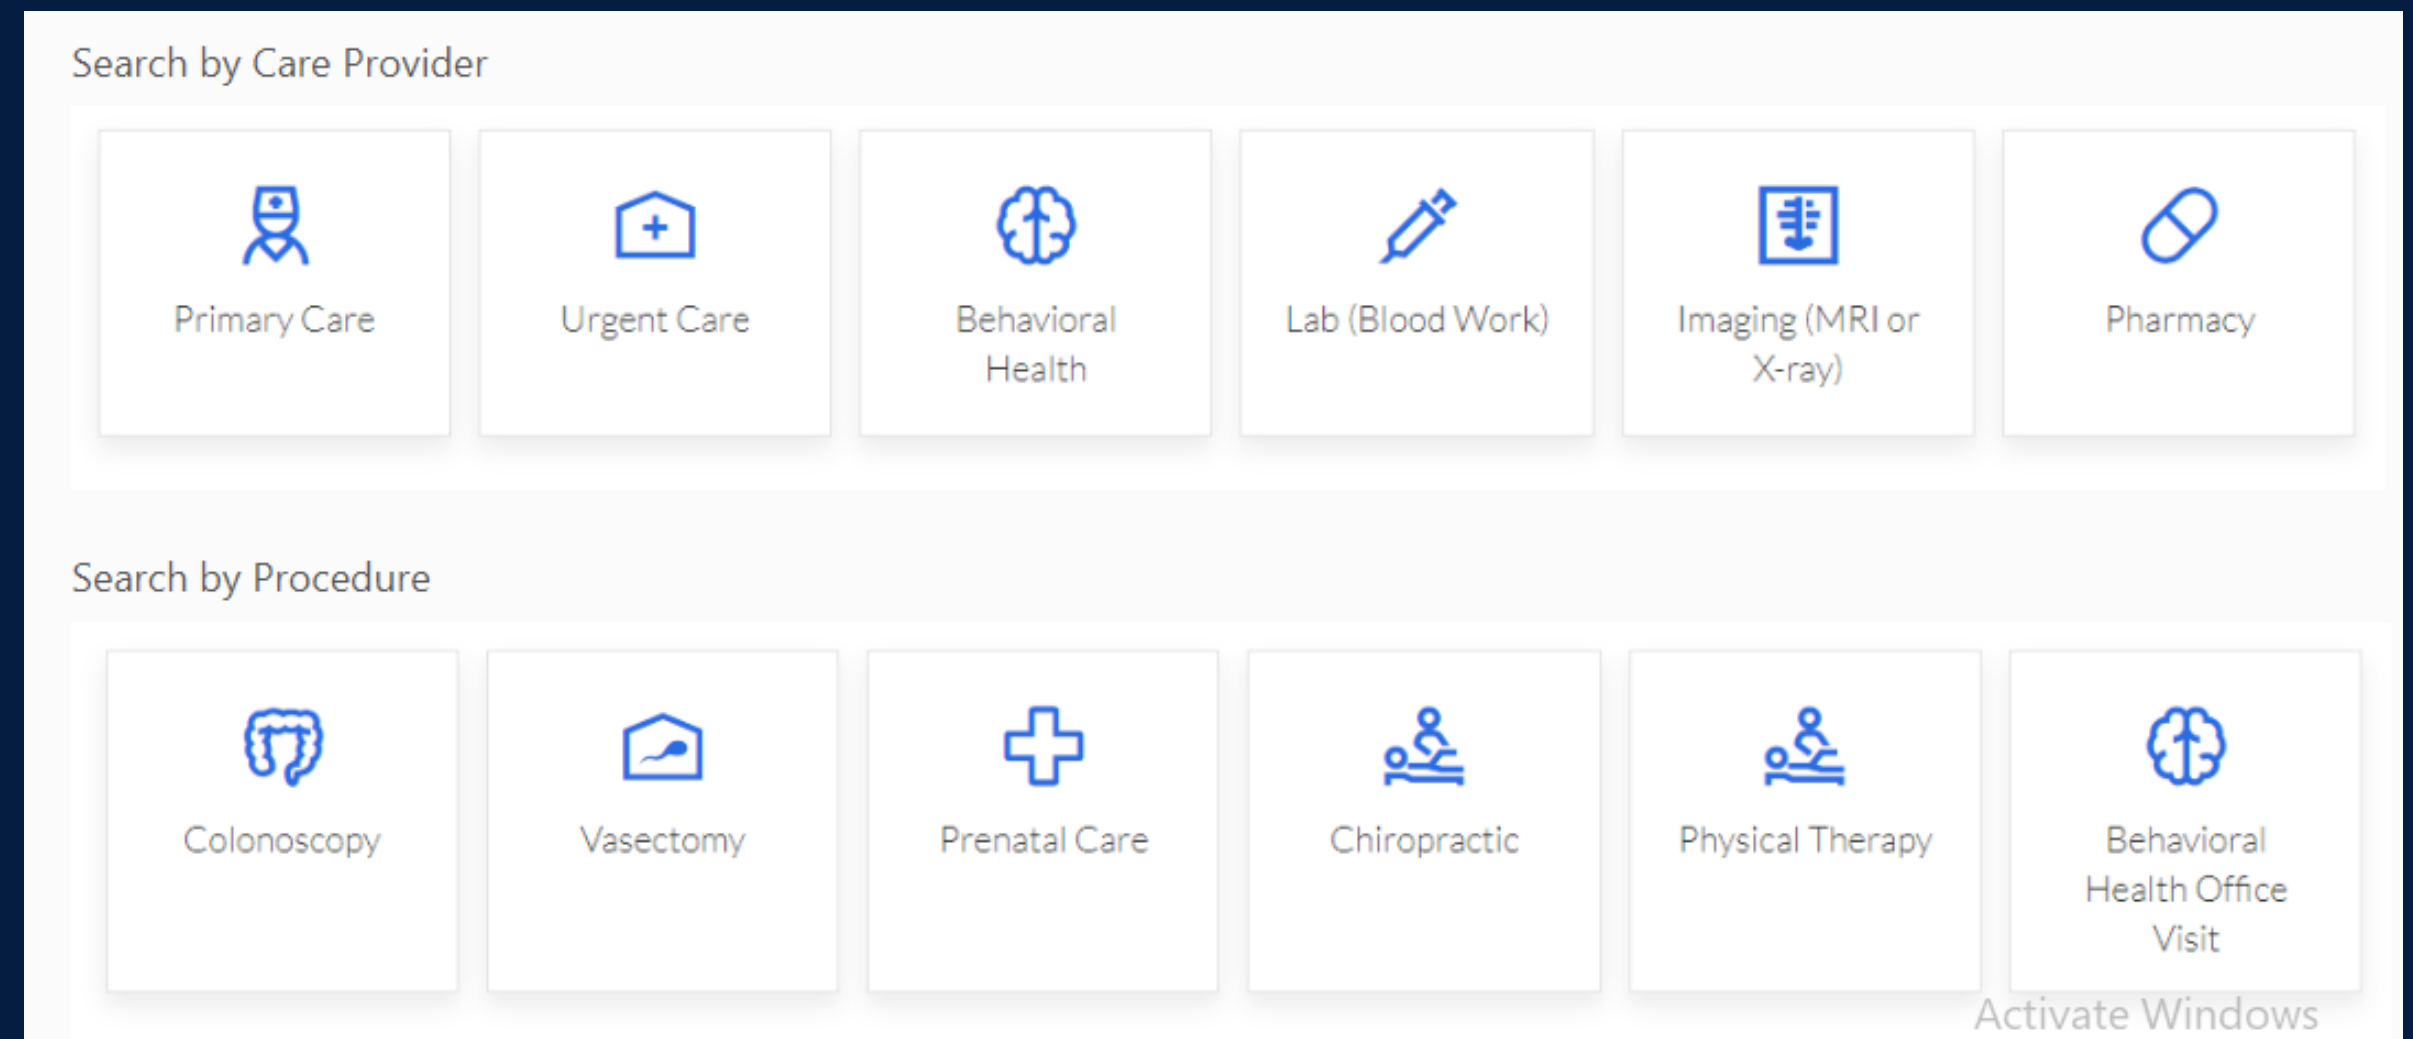 Search by Care Provider
Primary Care
Urgent Care
Behavioral
Health
Lab (Blood Work)
Imaging (MRI or
X-ray)
Pharmacy
Search by Procedure
Colonoscopy
Vasectomy
Prenatal Care
Chiropractic
Physical Therapy
Behavioral
Health Office
Visit
Activate Windows